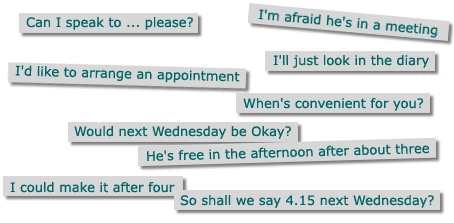 Can I speak to ... please?
I'm afraid he's in a meeting
I'd like to arrange an appointment
I'll just look in the diary
When's convenient for you?
Would next Wednesday be Okay?
He's free in the afternoon after about three
I could make it after four
So shall we say 4.15 next Wednesday?